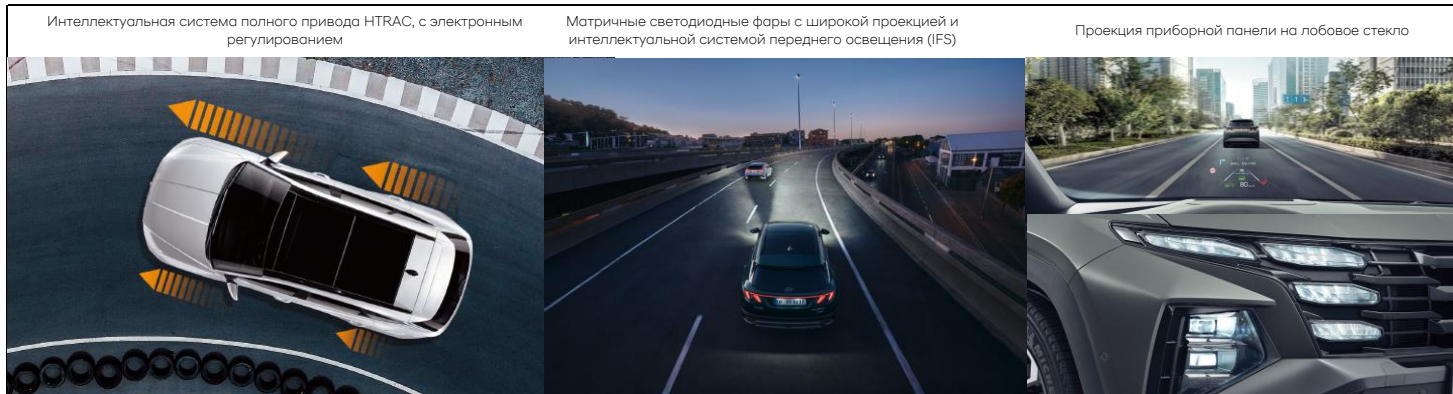 Интеллектуальная система полного привода HTRAC, с электронным
регулированием
Матричные светодиодные фары с широкой проекцией и
интеллектуальной системой переднего освещения (IFS)
Проекция приборной панели на лобовое стекло
80